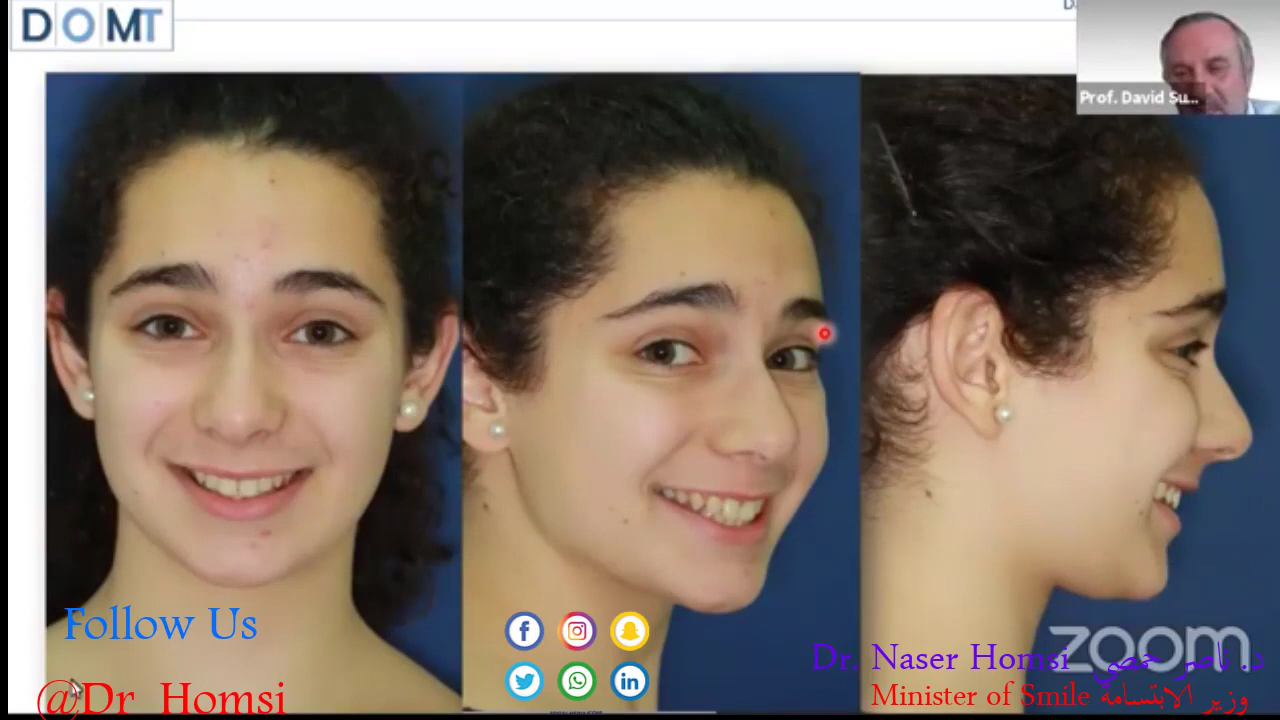 DOMT
Prof. David Su...
Follow Us
@Dr_Homsi
zoom
Dr. Naser Homsi د. ناصر حمصي
Minister of Smile وزير الابتسامة